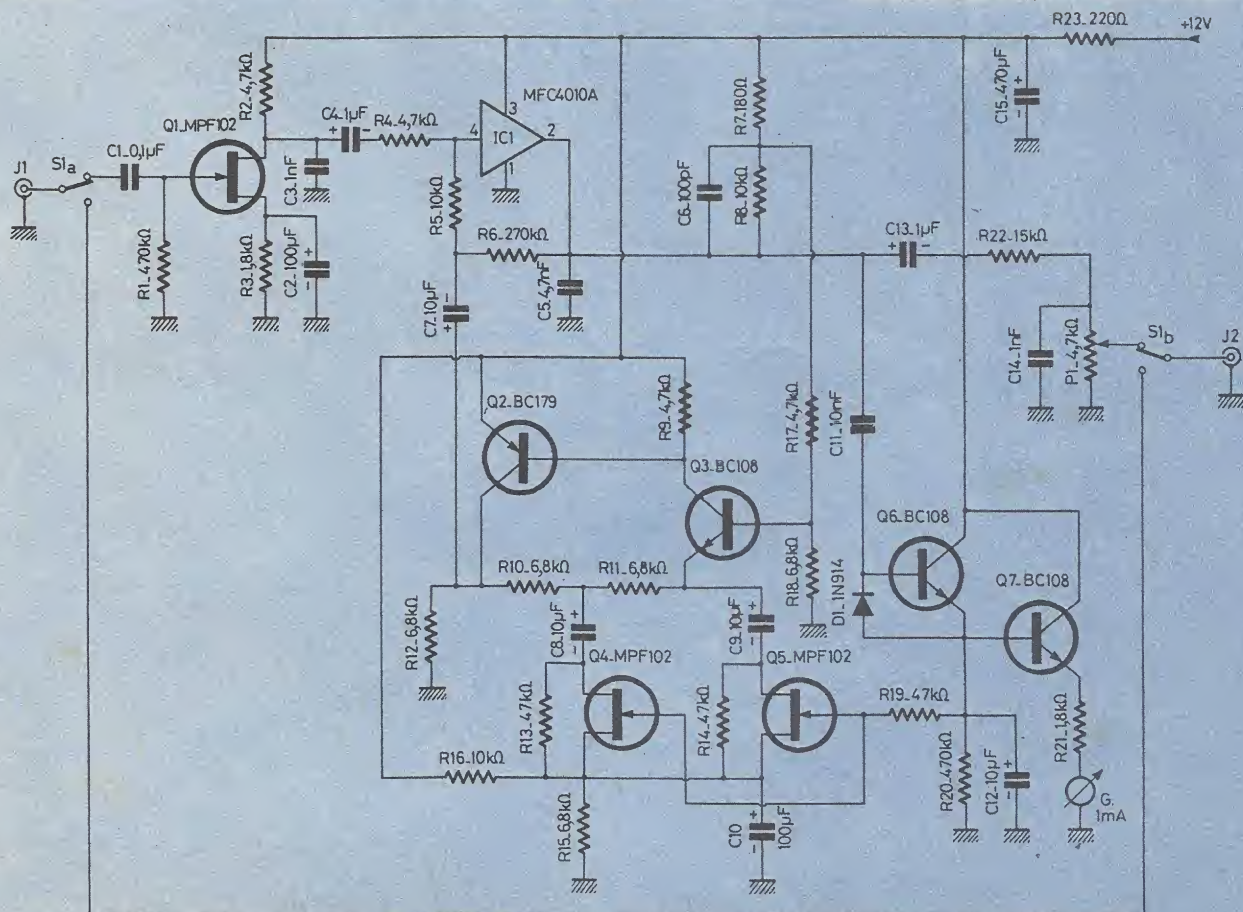 R23_220Ω
+12V
C15_470µF
+
-
R2_4,7kΩ
MFC4010A
3
4
IC1
2
1
Q1_MPF102
C4_1µF
+
-
R4_4,7kΩ
R7_180Ω
J1
S1a
C1_0,1µF
C3_1nF
C6_100pF
R8_10kΩ
R5_10kΩ
R6_270kΩ
C13_1µF
+
-
R22_15kΩ
R1_470kΩ
R3_1,8kΩ
C2_100µF
+
-
C7_10µF
-
+
C5_4,7nF
C14_1nF
P1_4,7kΩ
S1b
J2
Q2_BC179
R9_4,7kΩ
R17_4,7kΩ
C11_10nF
Q3_BC108
Q6_BC108
R10_6,8kΩ
R11_6,8kΩ
R18_6,8kΩ
D1_1N914
Q7_BC108
R12_6,8kΩ
C8_10µF
+
-
C9_10µF
+
-
Q4_MPF102
Q5_MPF102
R13_47kΩ
R14_47kΩ
R19_47kΩ
R16_10kΩ
R20_470kΩ
C12_10µF
+
-
R21_1,8kΩ
G.
1mA
R15_6,8kΩ
C10
100µF
+
-